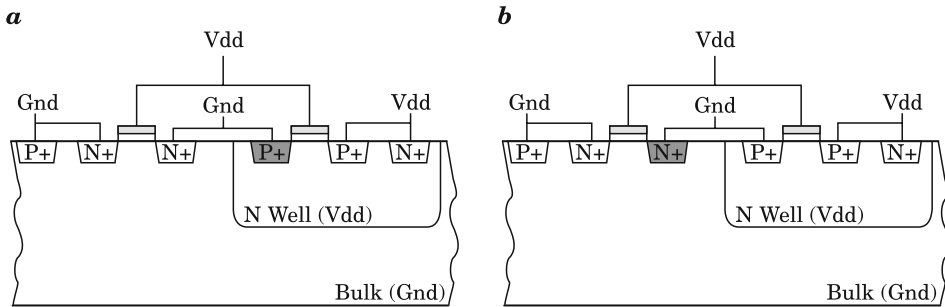 a
Vdd
Gnd
Gnd
Vdd
P+ N+ N+ P+ P+ N+
N Well (Vdd)
Bulk (Gnd)
b
Vdd
Gnd
Gnd
Vdd
P+ N+ N+ P+ P+ N+
N Well (Vdd)
Bulk (Gnd)